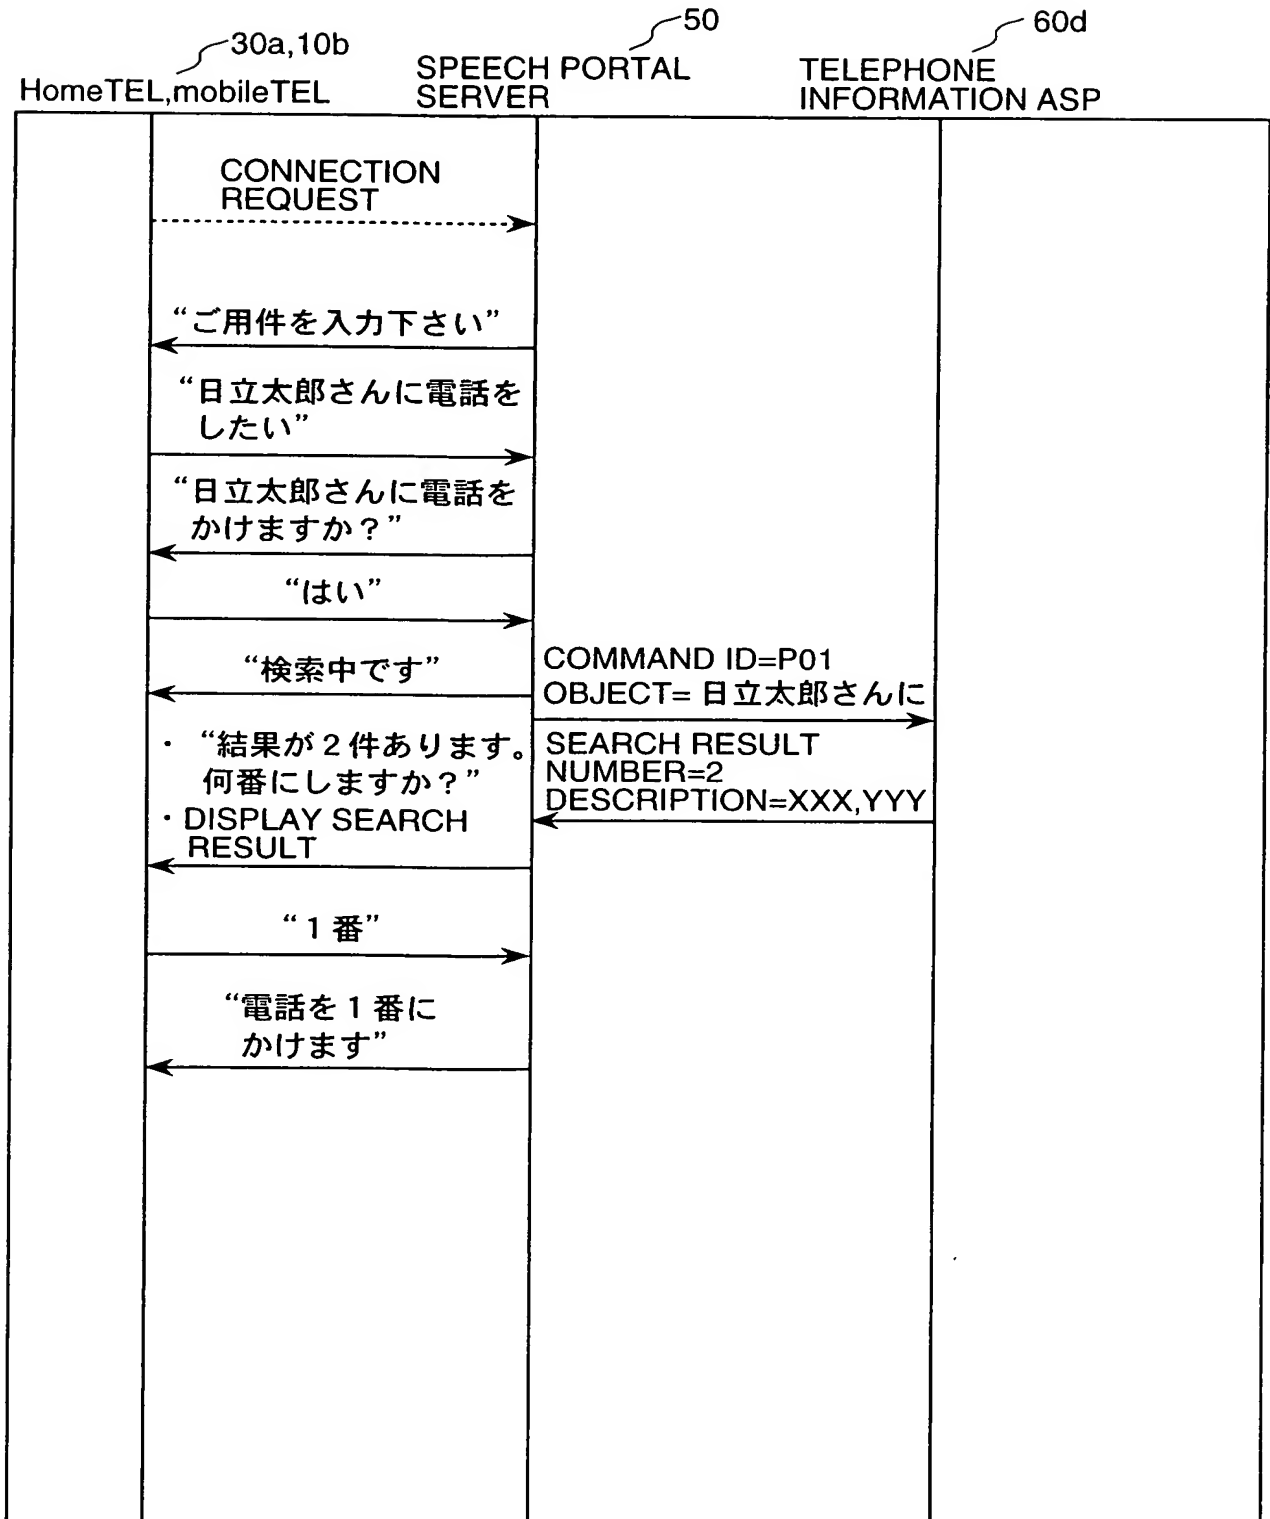 30a,10b
HomeTEL,mobileTEL
50
SPEECH PORTAL
SERVER
60d
TELEPHONE
INFORMATION ASP
CONNECTION
REQUEST
“ご用件を入力下さい”
“日立太郎さんに電話を
したい”
“日立太郎さんに電話を
かけますか？”
“はい”
“検索中です”
COMMAND ID=P01
OBJECT= 日立太郎さんに
SEARCH RESULT
NUMBER=2
DESCRIPTION=XXX,YYY
・“結果が２件あります。
何番にしますか？”
・DISPLAY SEARCH
RESULT
“１番”
“電話を１番に
かけます”